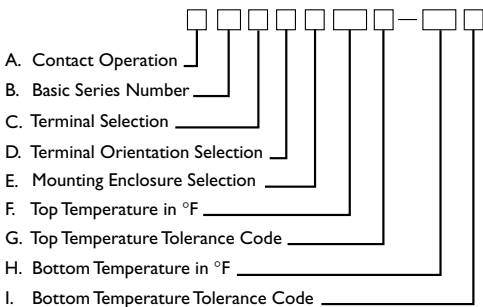 A. Contact Operation
B. Basic Series Number
C. Terminal Selection
D. Terminal Orientation Selection
E. Mounting Enclosure Selection
F. Top Temperature in °F
G. Top Temperature Tolerance Code
H. Bottom Temperature in °F
I. Bottom Temperature Tolerance Code